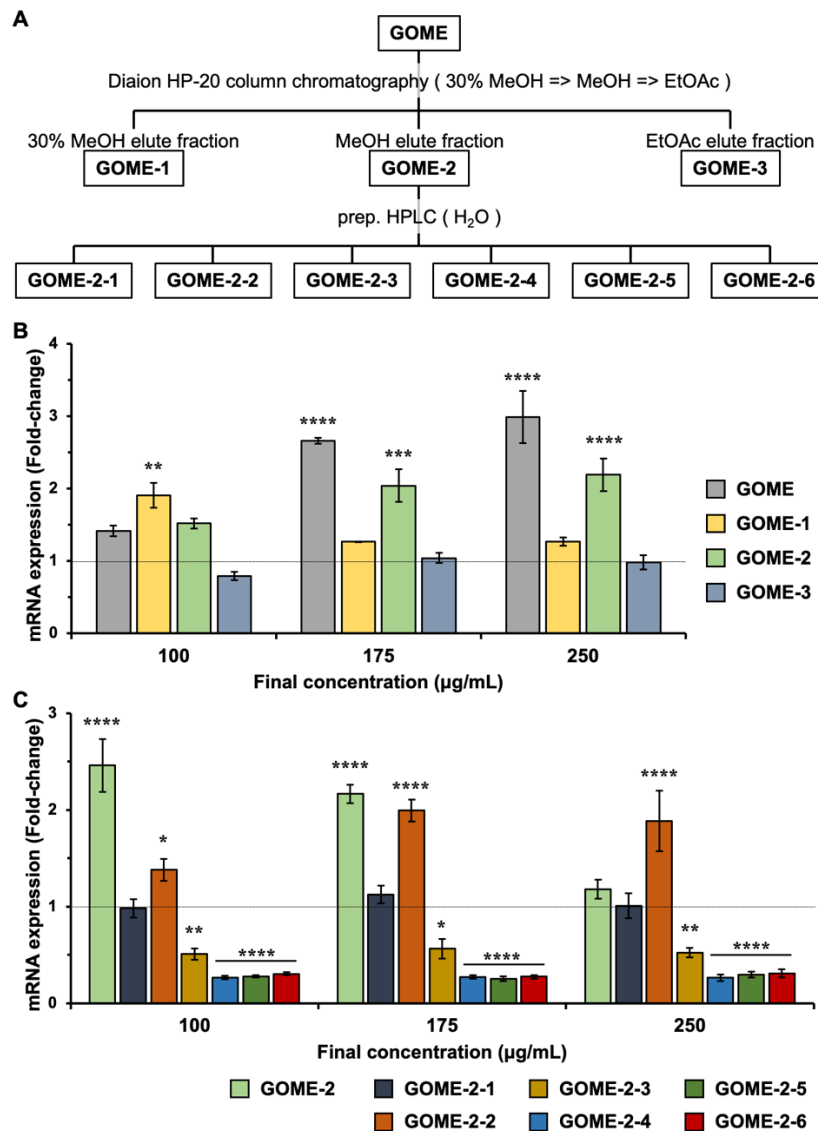 A
GOME
Diaion HP-20 column chromatography ( 30% MeOH => MeOH => EtOAc )
30% MeOH elute fraction MeOH elute fraction EtOAc elute fraction
GOME-1 GOME-2 GOME-3
prep. HPLC ( H₂O )
GOME-2-1 GOME-2-2 GOME-2-3 GOME-2-4 GOME-2-5 GOME-2-6
B
mRNA expression (Fold-change)
4
3
2
1
0
** **** *** **** ****
100 175 250
Final concentration (µg/mL)
GOME
GOME-1
GOME-2
GOME-3
C
mRNA expression (Fold-change)
3
2
1
0
**** * ** **** **** **** * **** **** ** ****
100 175 250
Final concentration (µg/mL)
GOME-2 GOME-2-1 GOME-2-3 GOME-2-5
GOME-2-2 GOME-2-4 GOME-2-6